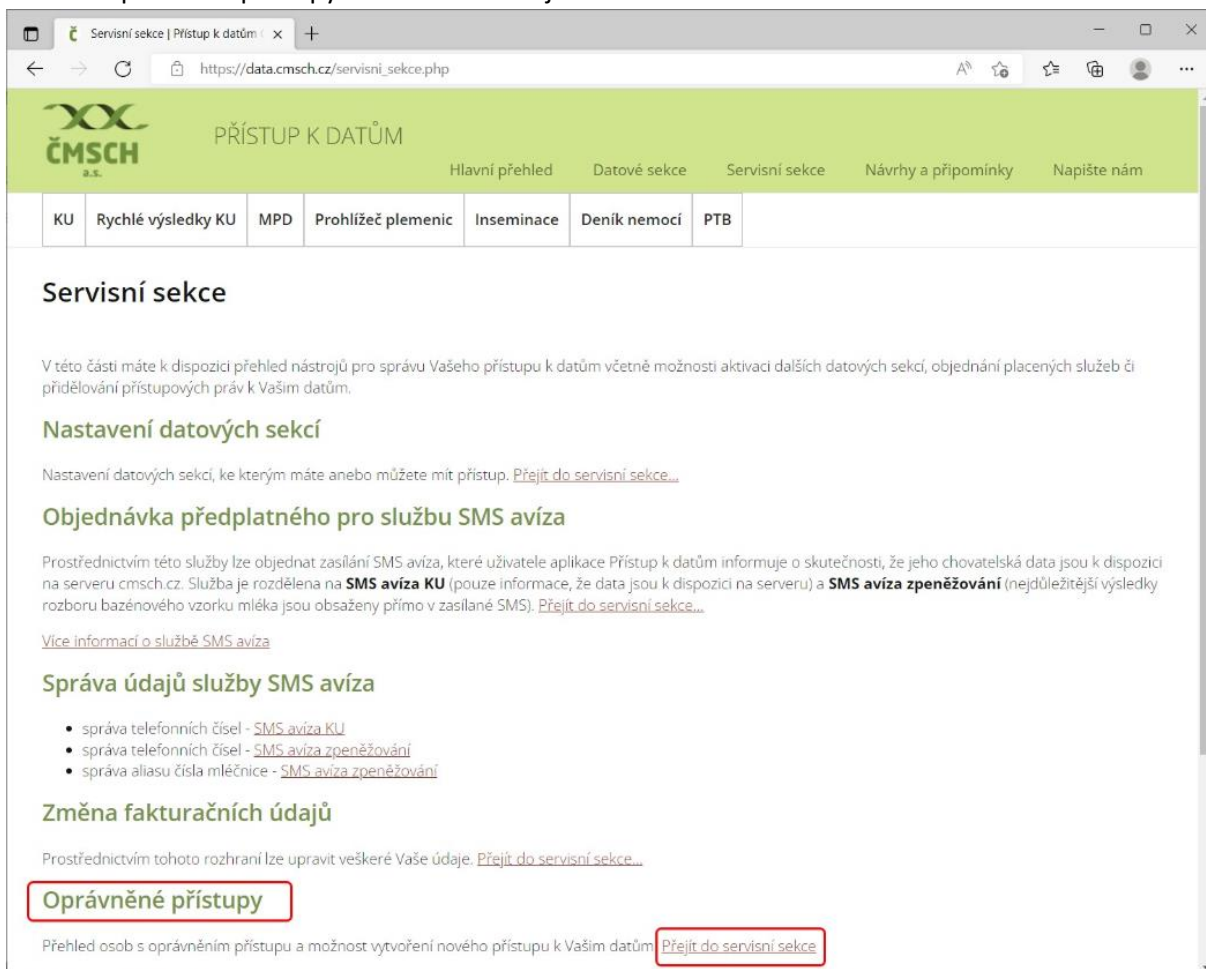 Servisní sekce | Přístup k datům
https://data.cmsch.cz/servisni_sekce.php
ČMSCH
a.s.
PŘÍSTUP K DATŮM
Hlavní přehled Datové sekce Servisní sekce Návrhy a připomínky Napište nám
KU Rychlé výsledky KU MPD Prohlížeč plemenic Inseminace Deník nemocí PTB
Servisní sekce
V této části máte k dispozici přehled nástrojů pro správu Vašeho přístupu k datům včetně možnosti aktivaci dalších datových sekcí, objednání placených služeb či
přidělování přístupových práv k Vašim datům.
Nastavení datových sekcí
Nastavení datových sekcí, ke kterým máte anebo můžete mít přístup. Přejít do servisní sekce...
Objednávka předplatného pro službu SMS avíza
Prostřednictvím této služby lze objednat zasílání SMS avíza, které uživatele aplikace Přístup k datům informuje o skutečnosti, že jeho chovatelská data jsou k dispozici
na serveru cmsch.cz. Služba je rozdělena na SMS avíza KU (pouze informace, že data jsou k dispozici na serveru) a SMS avíza zpeněžování (nejdůležitější výsledky
rozboru bazénového vzorku mléka jsou obsaženy přímo v zasílané SMS). Přejít do servisní sekce...
Více informací o službě SMS avíza
Správa údajů služby SMS avíza
• správa telefonních čísel - SMS avíza KU
• správa telefonních čísel - SMS avíza zpeněžování
• správa aliasu čísla mléčnice - SMS avíza zpeněžování
Změna fakturačních údajů
Prostřednictvím tohoto rozhraní lze upravit veškeré Vaše údaje. Přejít do servisní sekce...
Oprávněné přístupy
Přehled osob s oprávněním přístupu a možnost vytvoření nového přístupu k Vašim datům Přejít do servisní sekce